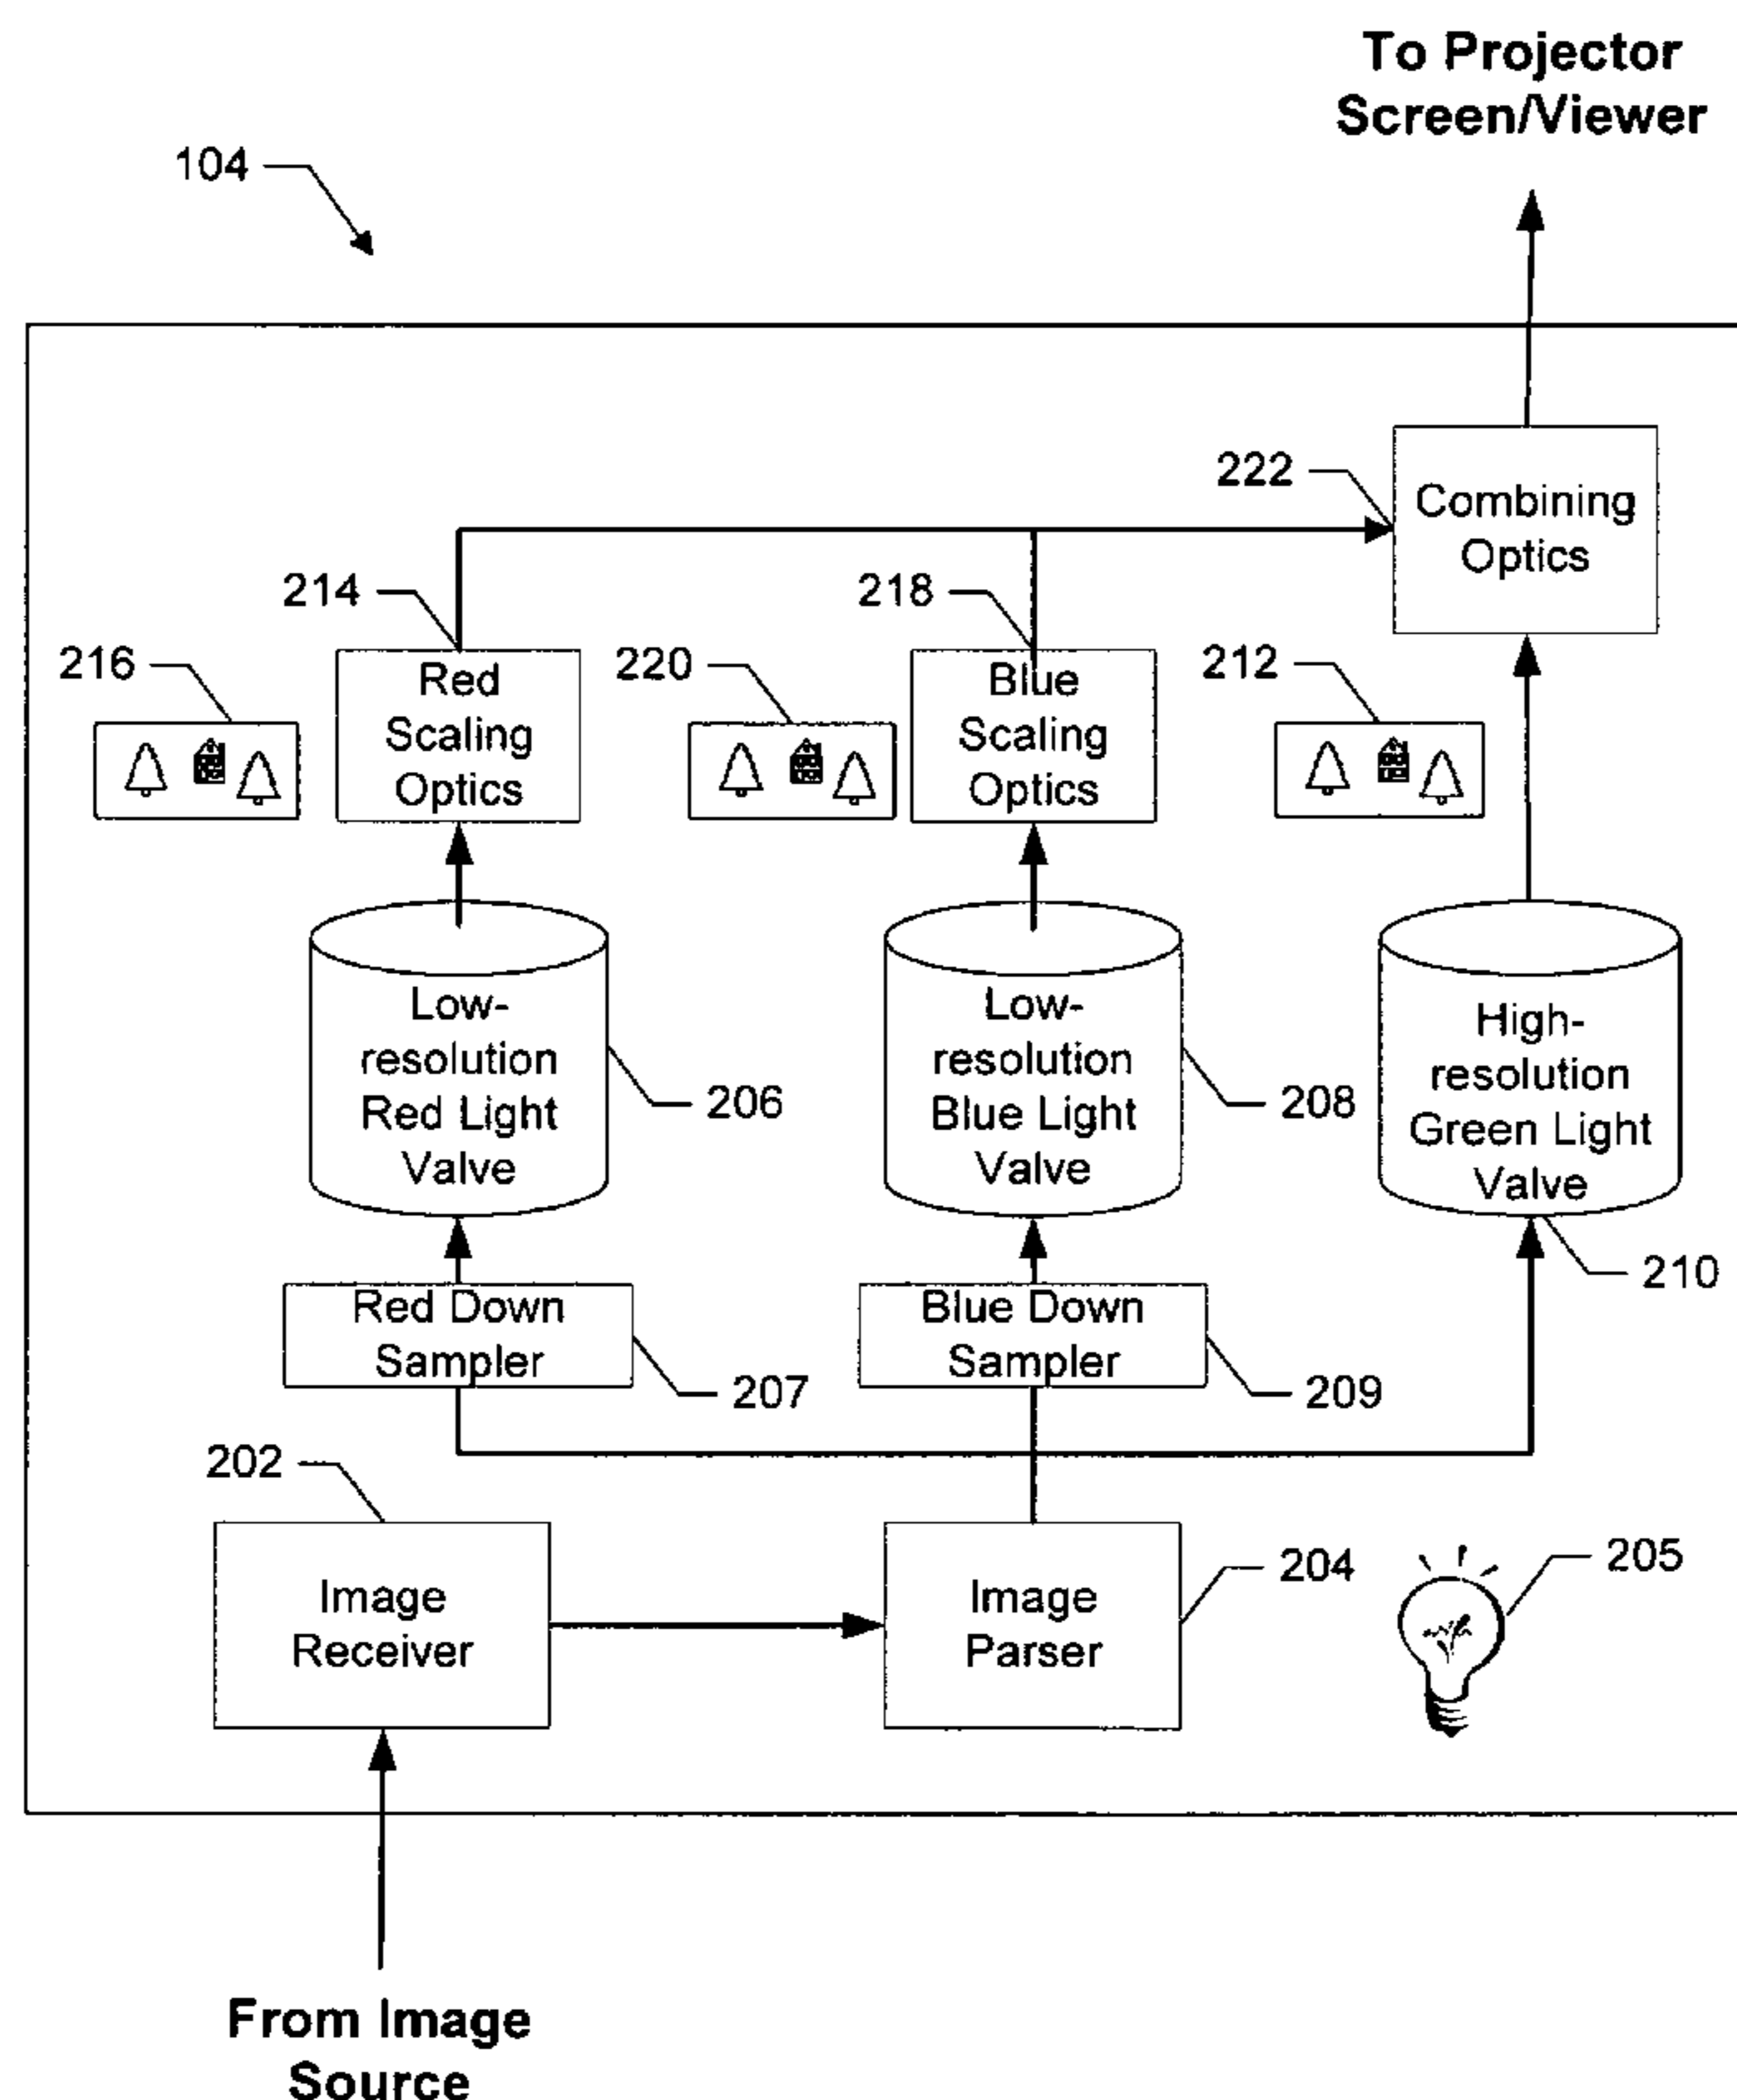 To Projector
Screen/Viewer
104
222
Combining
Optics
214
218
216
Red
Scaling
Optics
220
Blue
Scaling
Optics
212
Low-
resolution
Red Light
Valve
206
Low-
resolution
Blue Light
Valve
208
High-
resolution
Green Light
Valve
210
Red Down
Sampler
207
Blue Down
Sampler
209
202
Image
Receiver
Image
Parser
204
205
From Image
Source